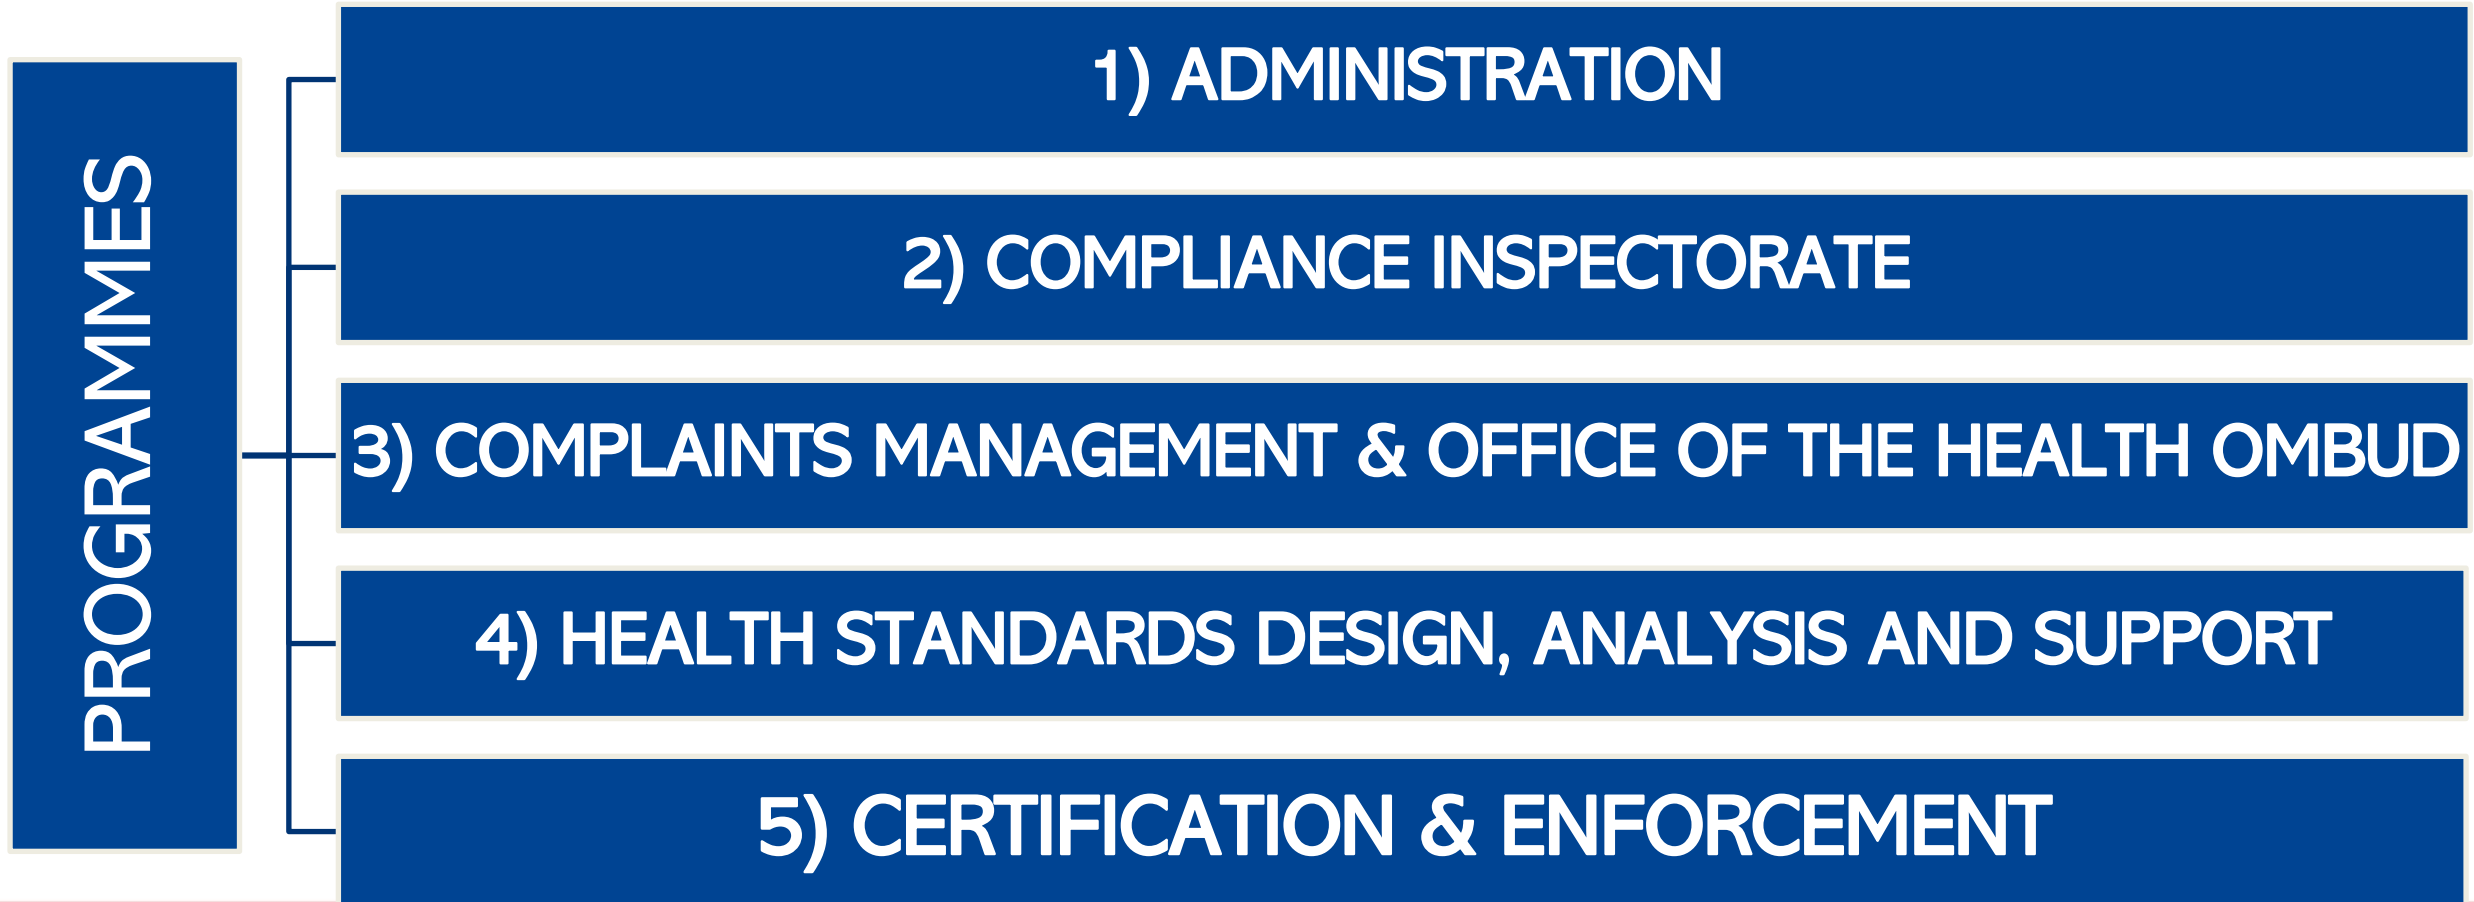 PROGRAMMES
1) ADMINISTRATION
2) COMPLIANCE INSPECTORATE
3) COMPLAINTS MANAGEMENT & OFFICE OF THE HEALTH OMBUD
4) HEALTH STANDARDS DESIGN, ANALYSIS AND SUPPORT
5) CERTIFICATION & ENFORCEMENT